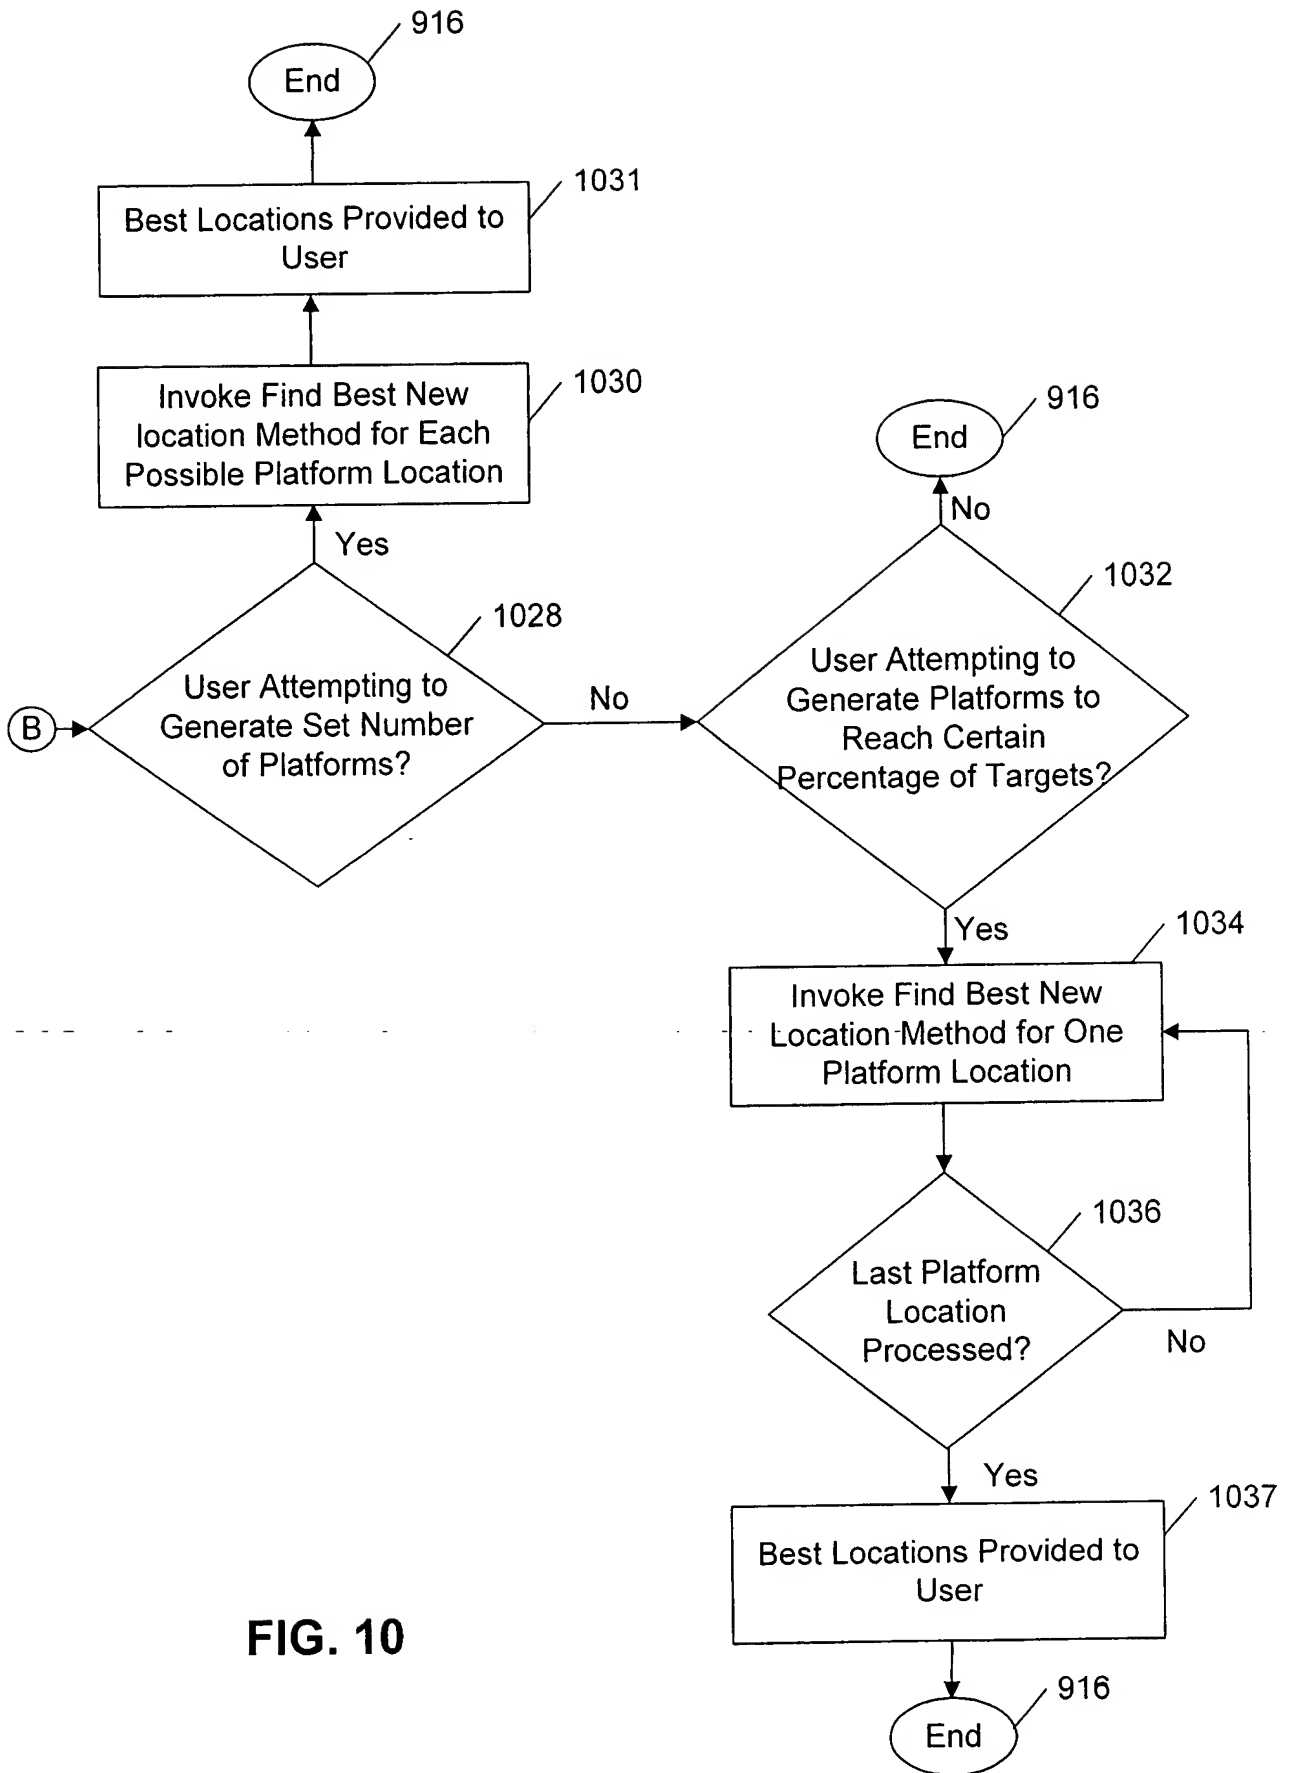 916
End
1031
Best Locations Provided to
User
1030
Invoke Find Best New
location Method for Each
Possible Platform Location
Yes
916
End
No
1028
User Attempting to
Generate Set Number
of Platforms?
B
No
1032
User Attempting to
Generate Platforms to
Reach Certain
Percentage of Targets?
Yes
1034
Invoke Find Best New
Location Method for One
Platform Location
1036
Last Platform
Location
Processed?
No
Yes
1037
Best Locations Provided to
User
916
End
FIG. 10